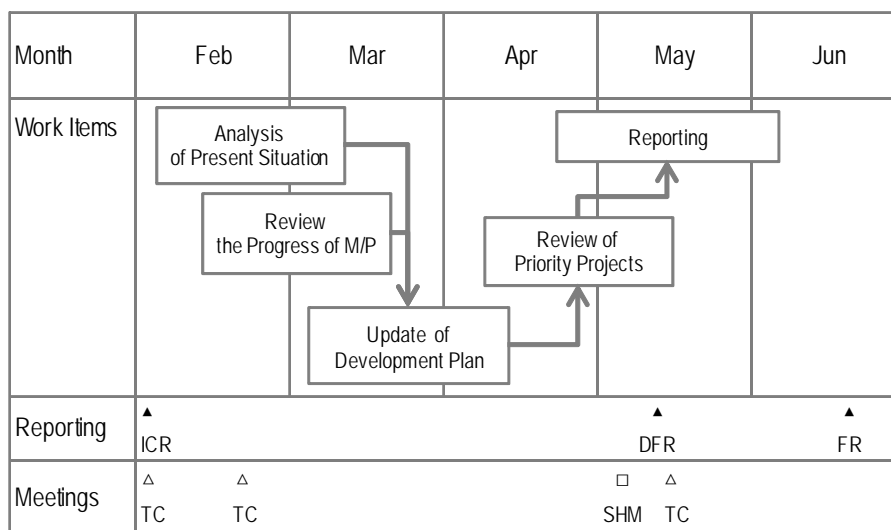 Month Feb Mar Apr May Jun
Work Items
Analysis
of Present Situation
Reporting
Review
the Progress of M/P
Review of
Priority Projects
Update of
Development Plan
Reporting
▲ ▲ ▲
ICR DFR FR
Meetings
△ △ □ △
TC TC SHM TC